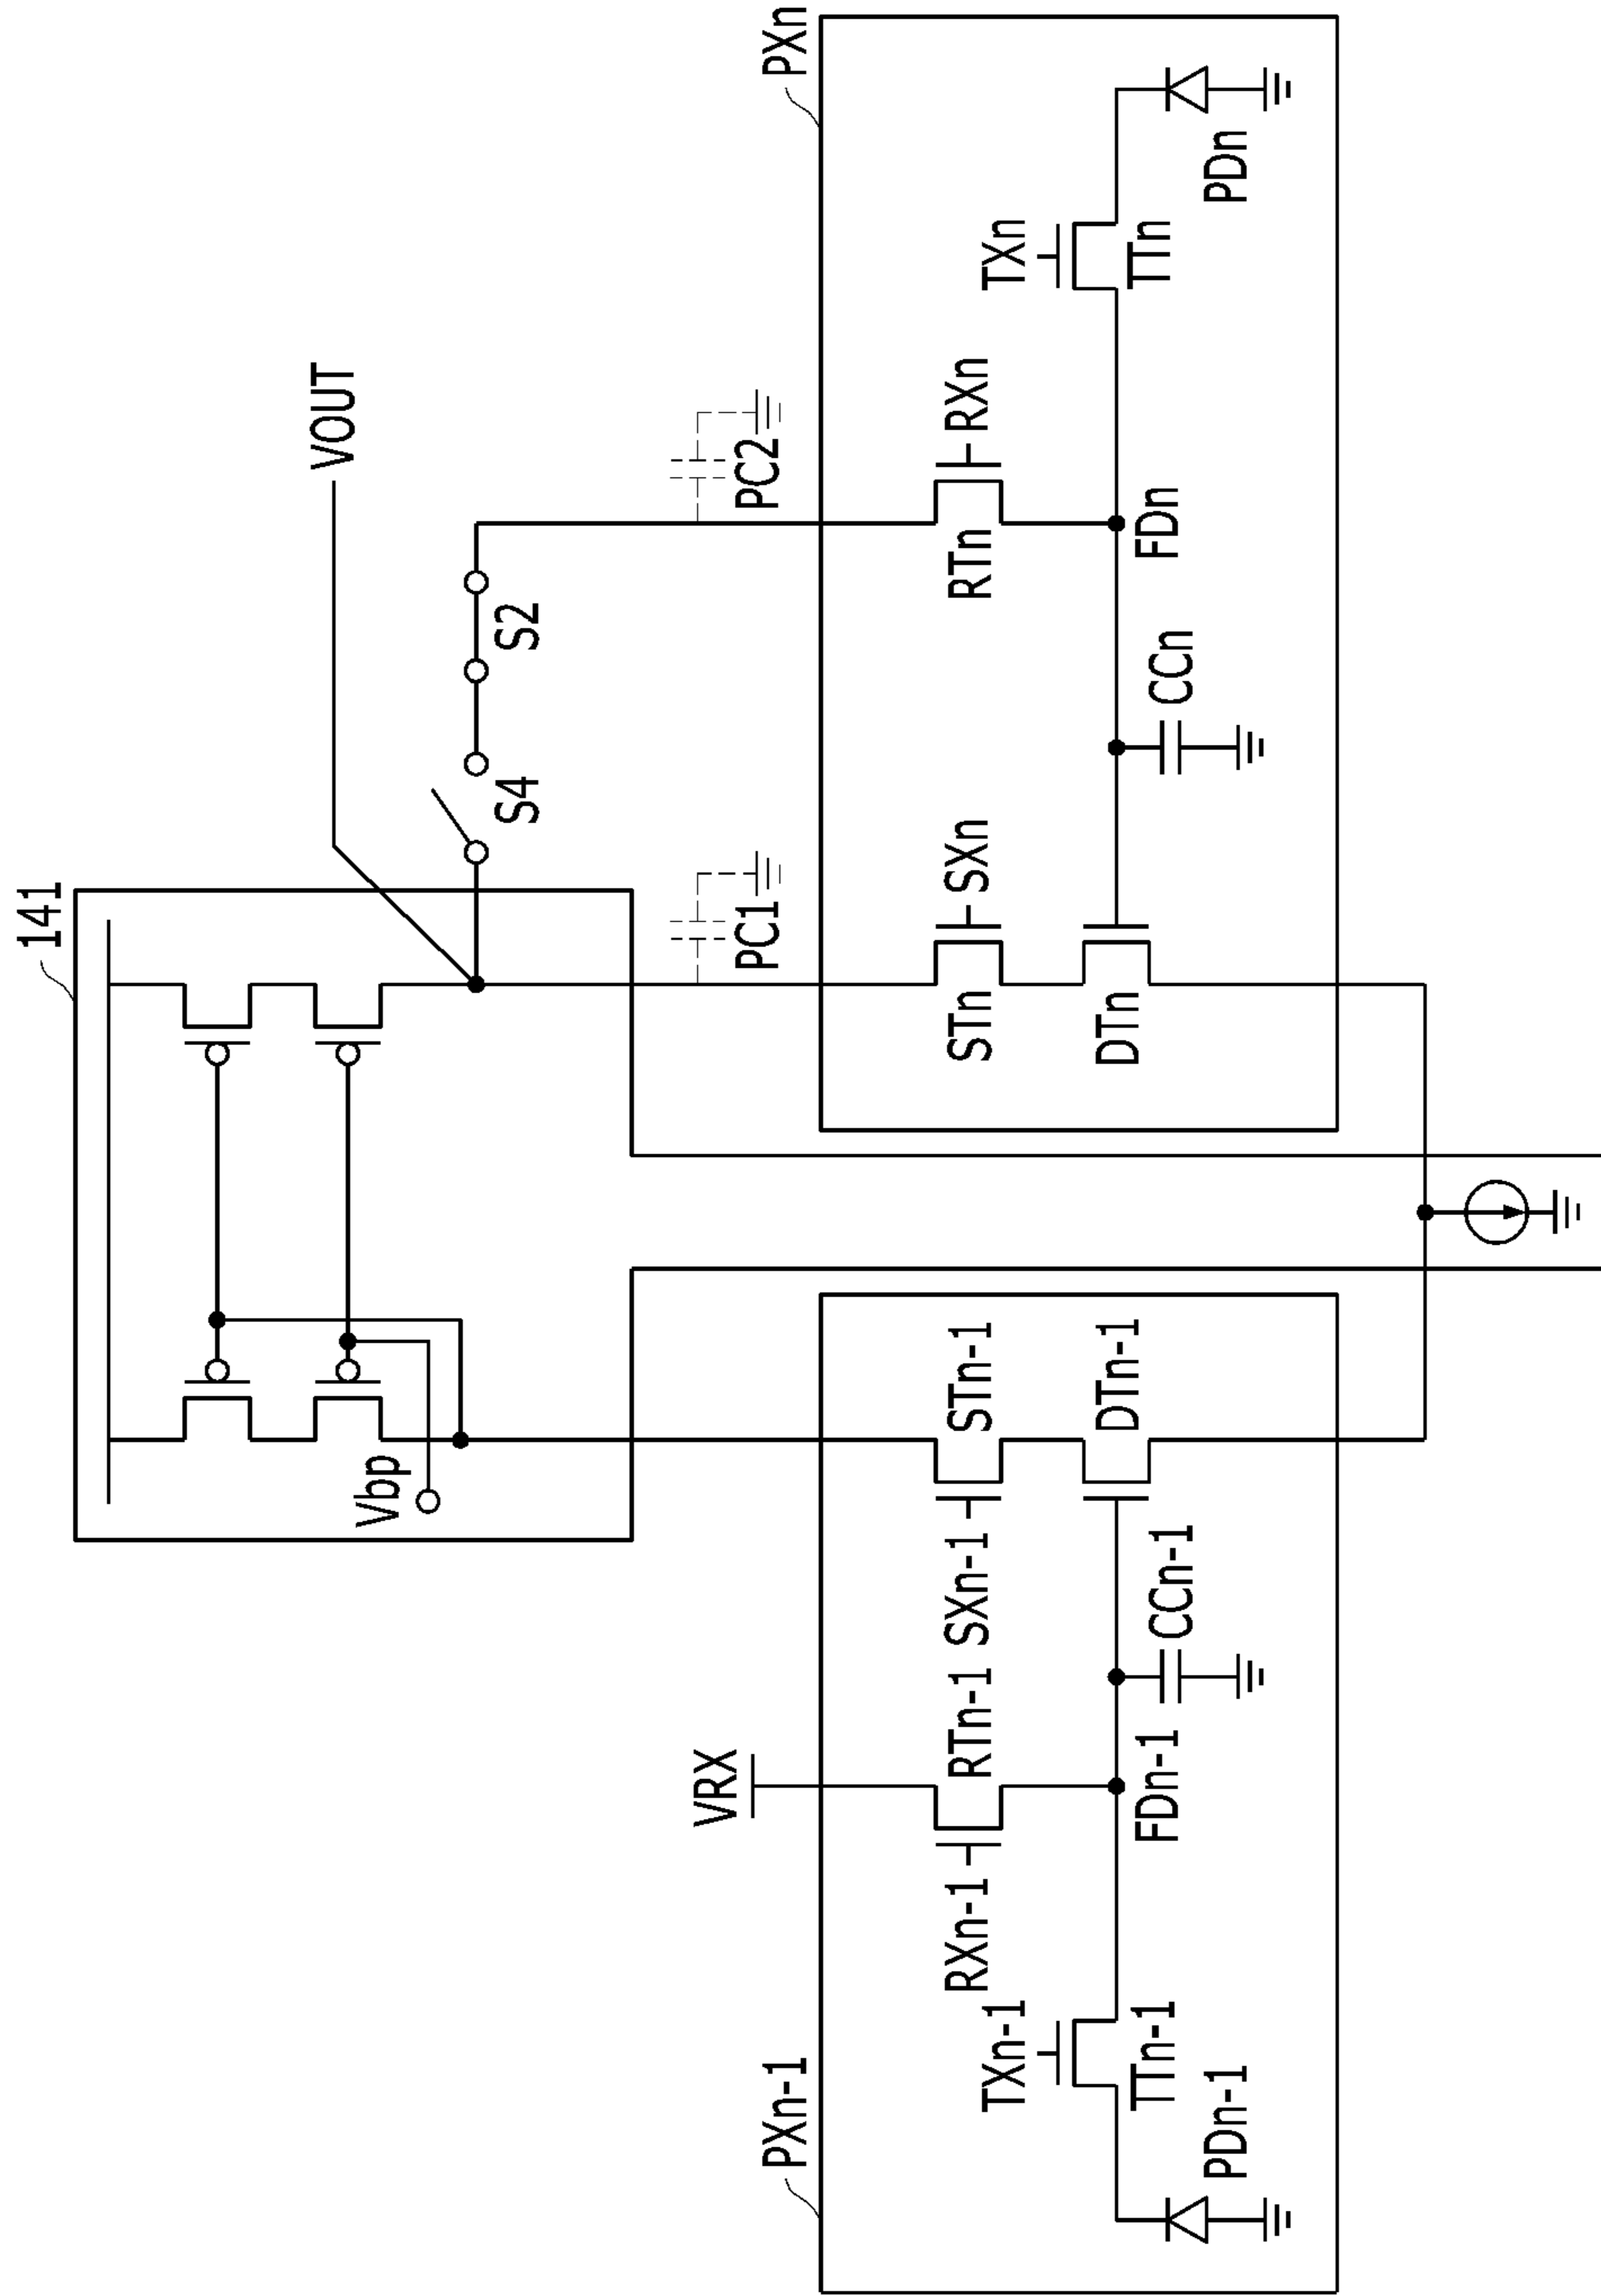 141
Vbp
VOUT
S4
S2
VRX
PC1
PC2
PXn-1
PXn
TXn-1
TTn-1
PDn-1
RXn-1
RTn-1
FDn-1
SXn-1
STn-1
CCn-1
DTn-1
STn
SXn
DTn
CCn
RTn
RXn
FDn
TXn
TTn
PDn